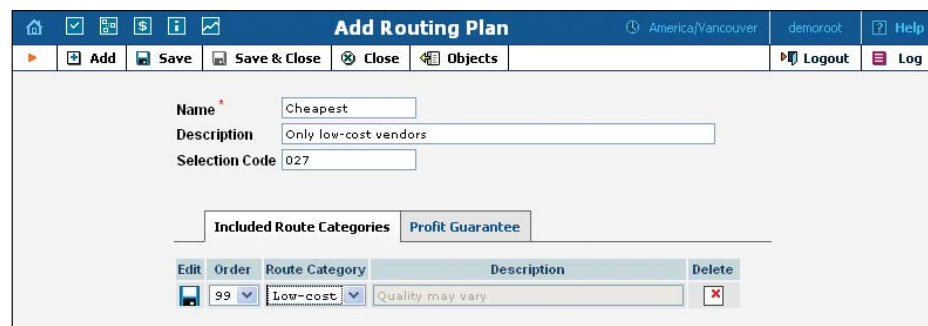 Add Routing Plan America/Vancouver demoroot Help
Add Save Save & Close Close Objects Logout Log
Name * Cheapest
Description Only low-cost vendors
Selection Code 027
Included Route Categories Profit Guarantee
Edit Order Route Category Description Delete
99 Low-cost Quality may vary